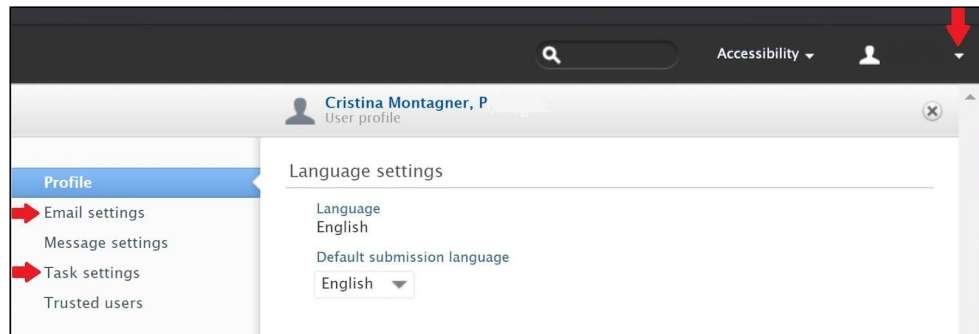 Accessibility
Cristina Montagner, P
User profile
Profile
Email settings
Message settings
Task settings
Trusted users
Language settings
Language
English
Default submission language
English